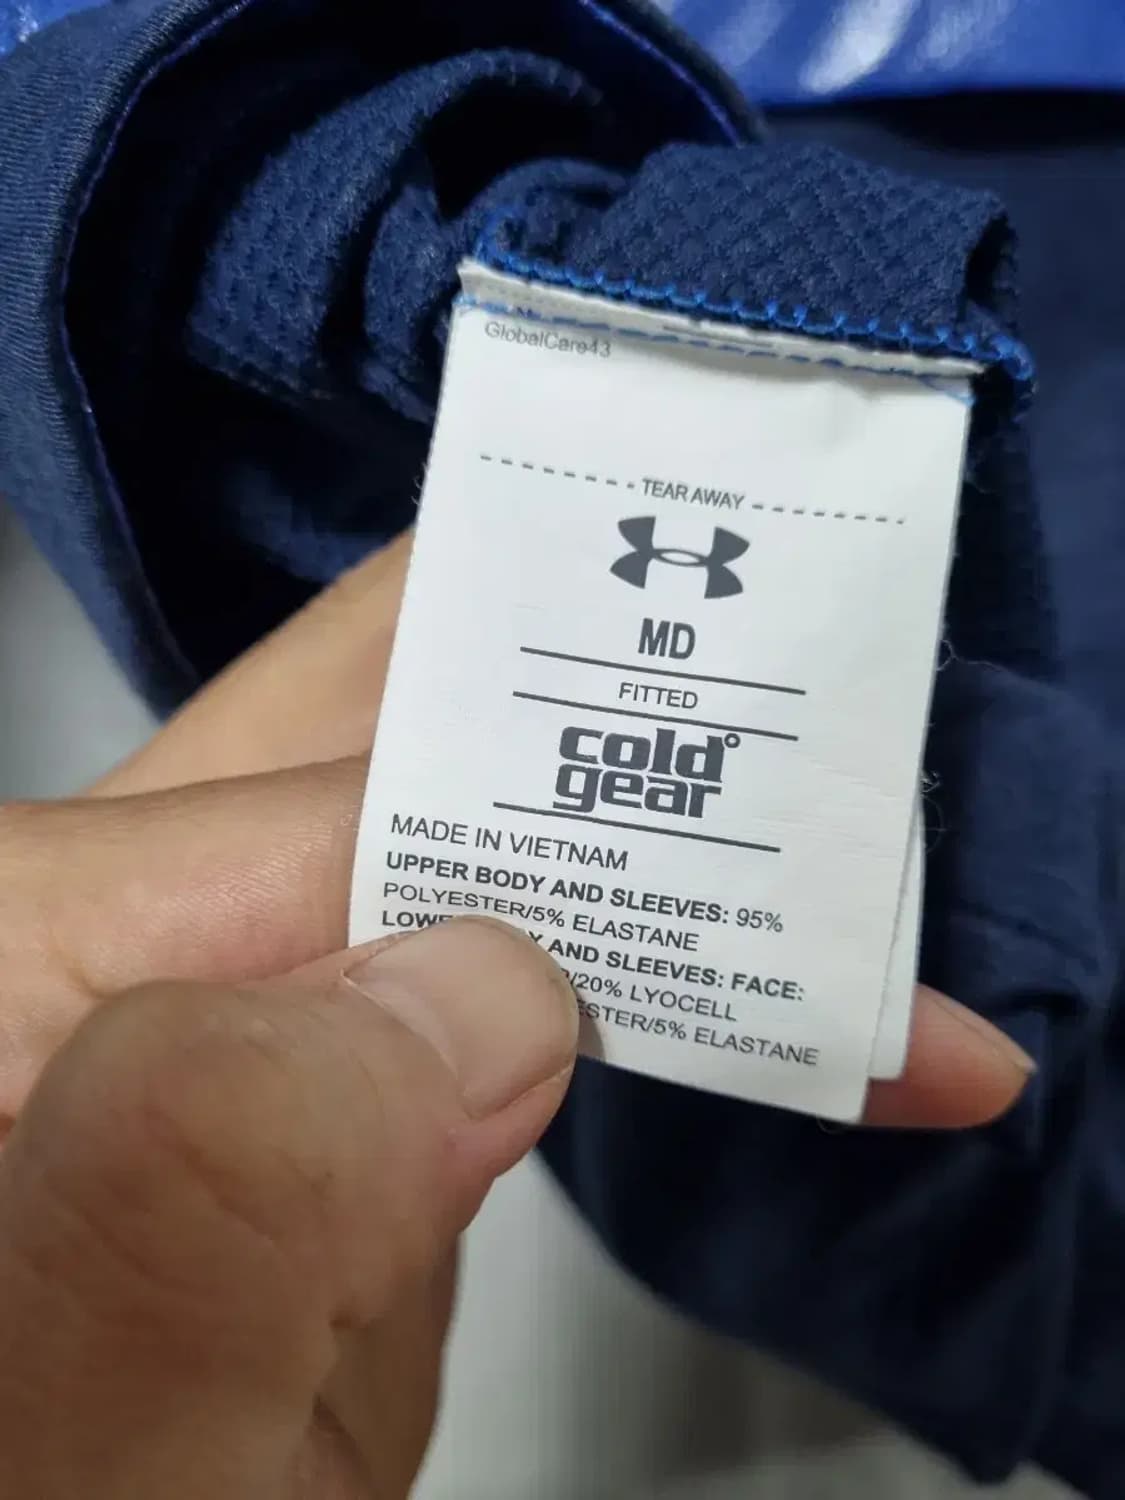 GlobalCare43
TEAR AWAY
MD
FITTED
cold°
gear
MADE IN VIETNAM
UPPER BODY AND SLEEVES: 95%
POLYESTER/5% ELASTANE
AND SLEEVES: FACE:
/20% LYOCELL
/5% ELASTANE